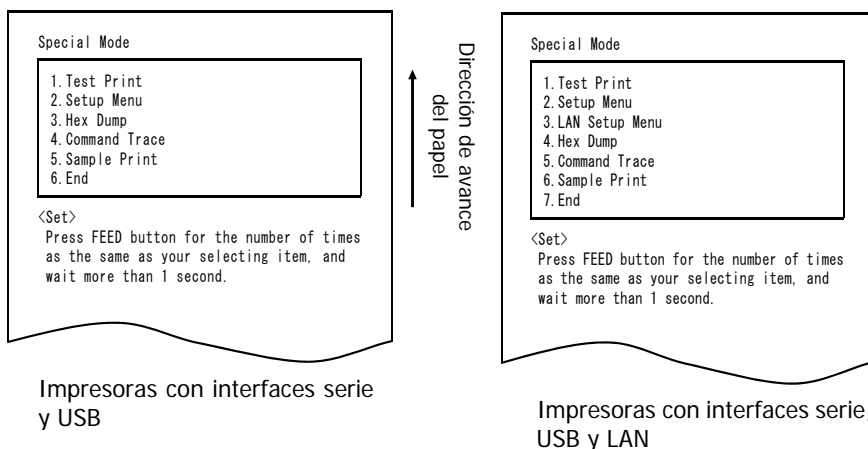 Special Mode
1.Test Print
2.Setup Menu
3.Hex Dump
4.Command Trace
5.Sample Print
6.End
<Set>
Press FEED button for the number of times
as the same as your selecting item, and
wait more than 1 second.
Impresoras con interfaces serie
y USB
Dirección de avance
del papel
Special Mode
1.Test Print
2.Setup Menu
3.LAN Setup Menu
4.Hex Dump
5.Command Trace
6.Sample Print
7.End
<Set>
Press FEED button for the number of times
as the same as your selecting item, and
wait more than 1 second.
Impresoras con interfaces serie,
USB y LAN